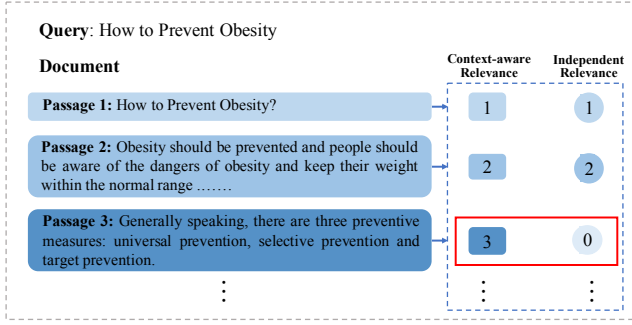 Query: How to Prevent Obesity
Document
Context-aware Relevance
Independent Relevance
Passage 1: How to Prevent Obesity?
1
1
Passage 2: Obesity should be prevented and people should
be aware of the dangers of obesity and keep their weight
within the normal range …….
2
2
Passage 3: Generally speaking, there are three preventive
measures: universal prevention, selective prevention and
target prevention.
3
0